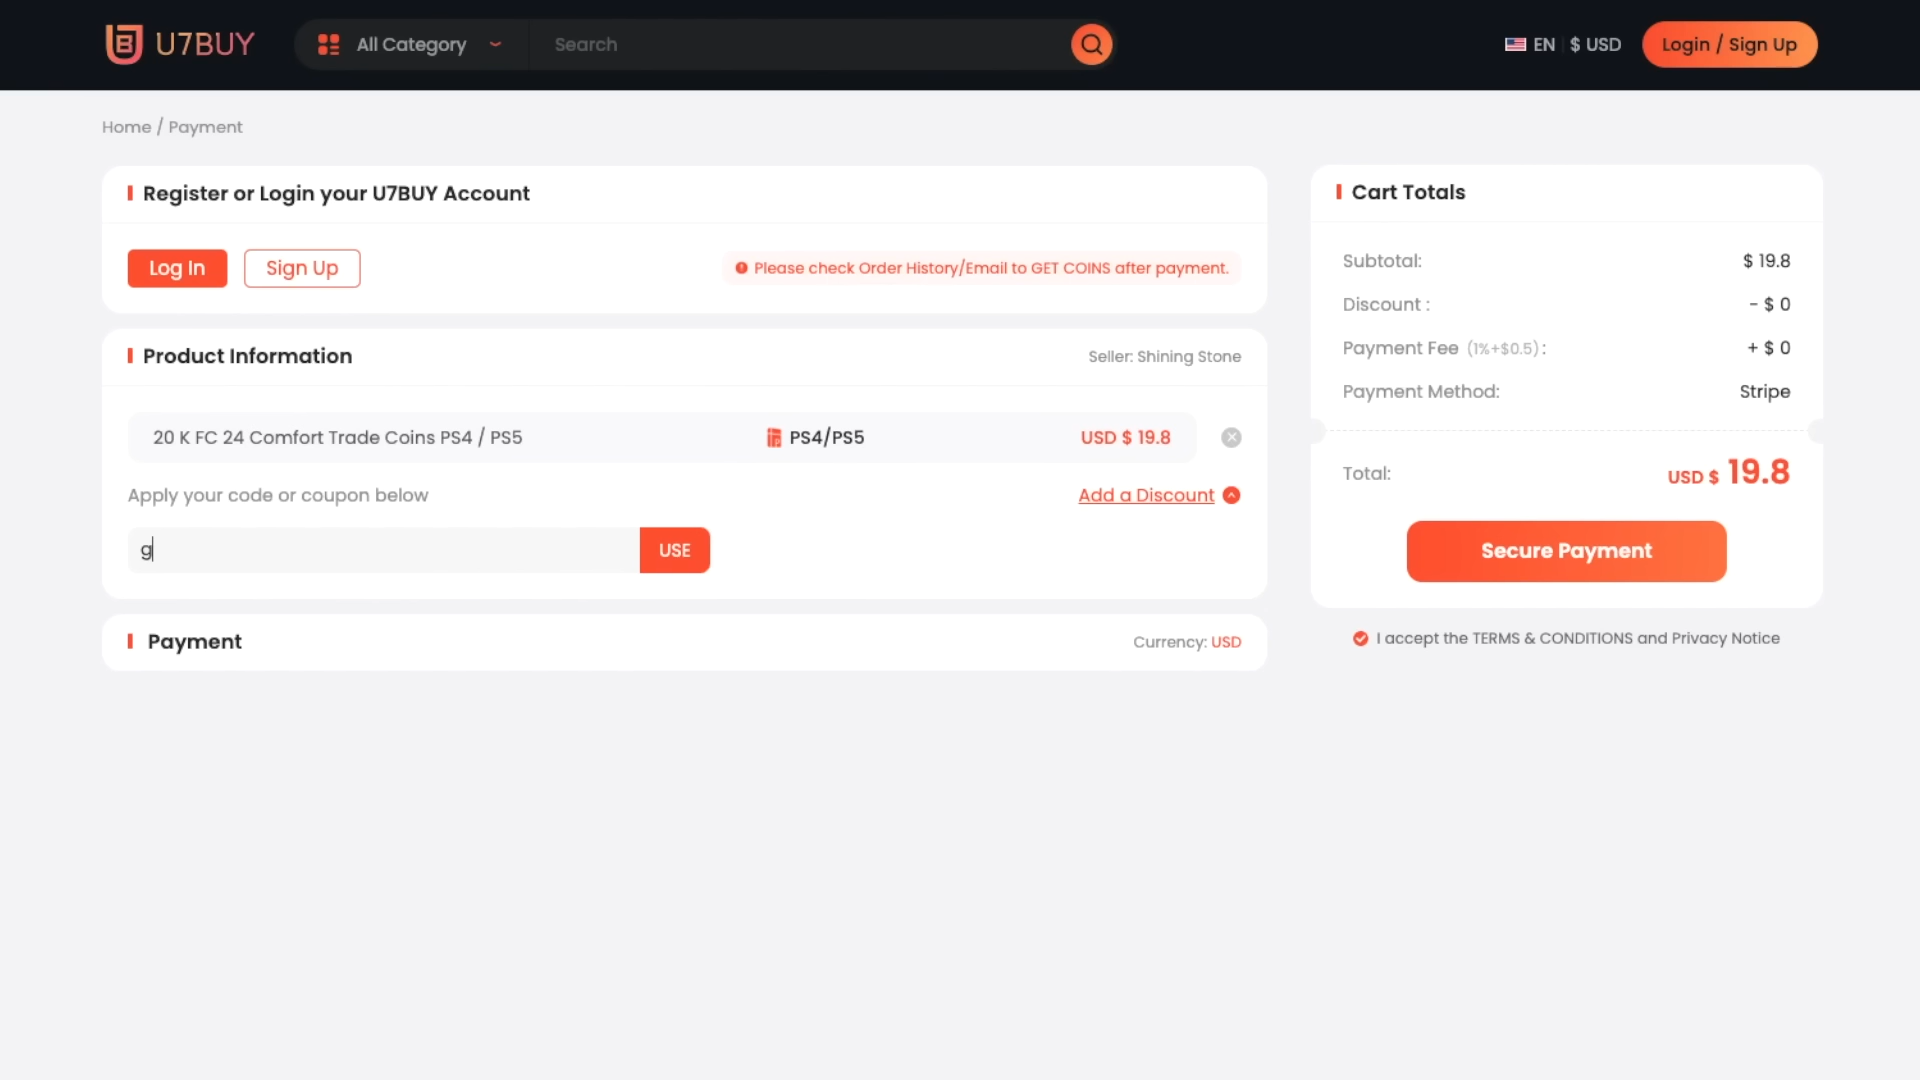 U7BUY
All Category
Search
EN
$ USD
Login / Sign Up
Home / Payment
Register or Login your U7BUY Account
Log In
Sign Up
Please check Order History/Email to GET COINS after payment.
Product Information
Seller: Shining Stone
20 K FC 24 Comfort Trade Coins PS4 / PS5
PS4/PS5
USD $ 19.8
Apply your code or coupon below
Add a Discount
g
USE
Payment
Currency: USD
Cart Totals
Subtotal: $ 19.8
Discount : - $ 0
Payment Fee (1%+$0.5) : + $ 0
Payment Method: Stripe
Total: USD $ 19.8
Secure Payment
I accept the TERMS & CONDITIONS and Privacy Notice